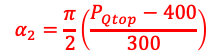 α₂ = π/2 (P_Qtop − 400 / 300)